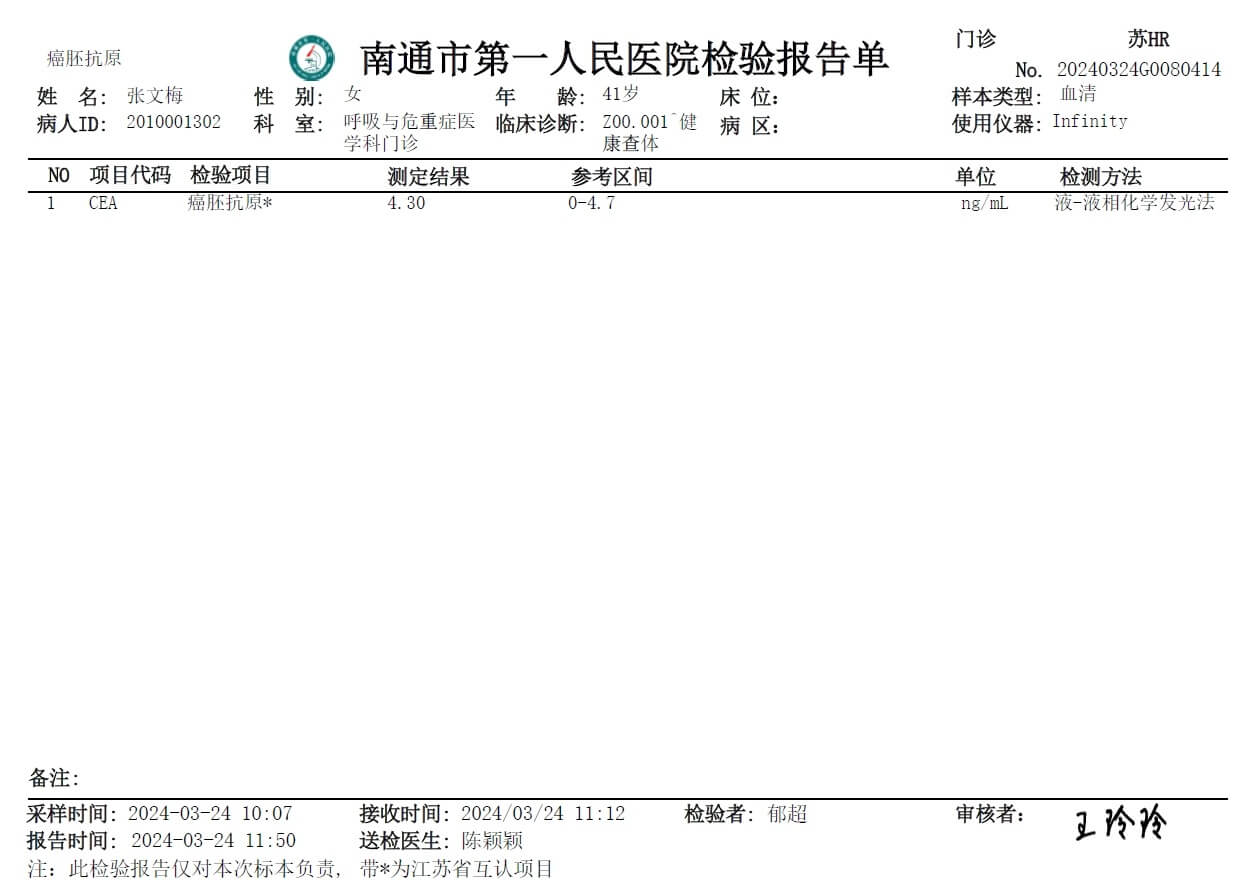 癌胚抗原
南通市第一人民医院检验报告单
门诊 苏HR
No. 20240324G0080414
姓 名: 张文梅 性 别: 女 年 龄: 41岁 床 位: 样本类型: 血清
病人ID: 2010001302 科 室: 呼吸与危重症医学科门诊 临床诊断: Z00.001^健康查体 病 区: 使用仪器: Infinity
NO 项目代码 检验项目 测定结果 参考区间 单位 检测方法
1 CEA 癌胚抗原* 4.30 0-4.7 ng/mL 液-液相化学发光法
备注:
采样时间: 2024-03-24 10:07 接收时间: 2024/03/24 11:12 检验者: 郁超 审核者: 王玲玲
报告时间: 2024-03-24 11:50 送检医生: 陈颖颖
注: 此检验报告仅对本次标本负责, 带*为江苏省互认项目